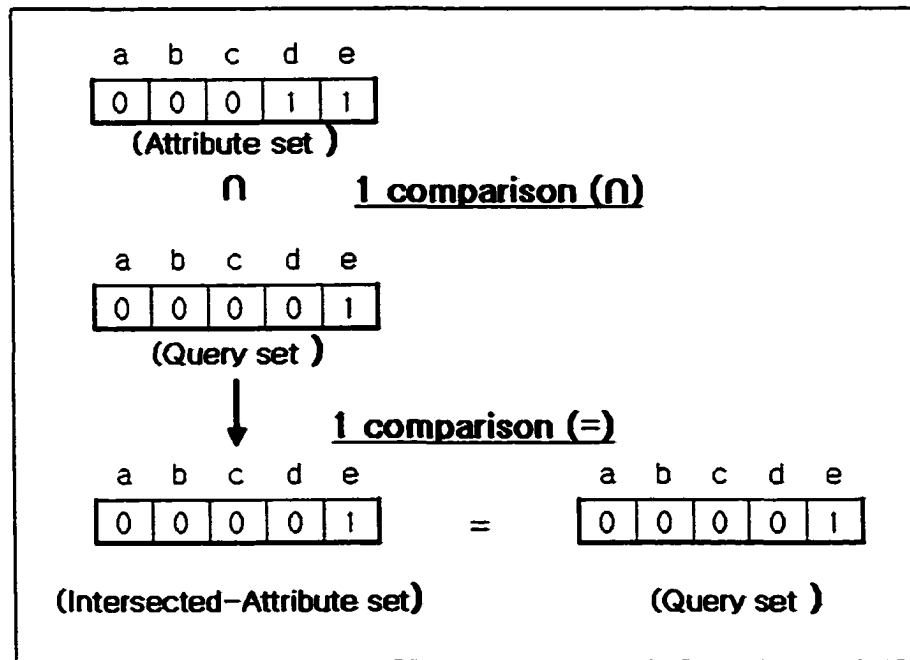 a b c d e
0 0 0 1 1
(Attribute set )
∩ 1 comparison (∩)
a b c d e
0 0 0 0 1
(Query set )
1 comparison (=)
a b c d e a b c d e
0 0 0 0 1 = 0 0 0 0 1
(Intersected-Attribute set) (Query set )